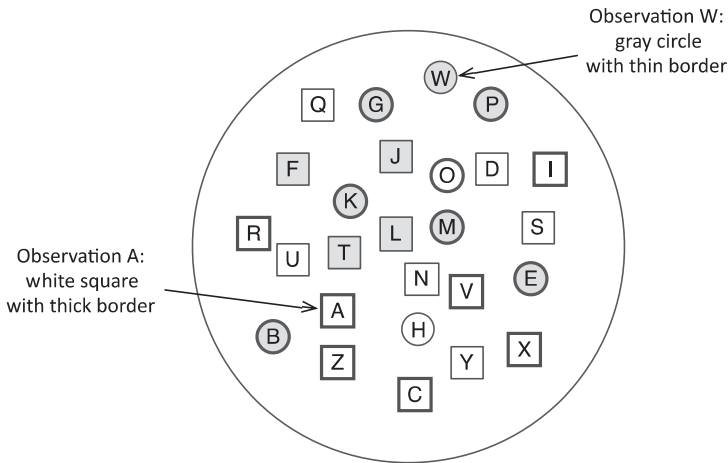 Observation W:
gray circle
with thin border
W
Q
G
P
J
F
O
D
I
K
R
L
M
S
U
T
N
V
E
Observation A:
white square
with thick border
A
B
H
Z
Y
X
C